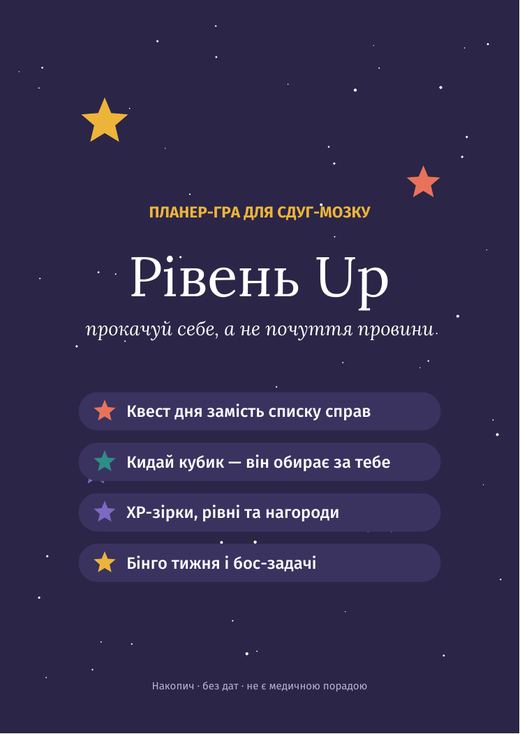 ПЛАНЕР-ГРА ДЛЯ СДУГ-МОЗКУ
Рівень Up
прокачуй себе, а не почуття провини
Квест дня замість списку справ
Кидай кубик — він обирає за тебе
XP-зірки, рівні та нагороди
Бінго тижня і бос-задачі
Накопич · без дат · не є медичною порадою